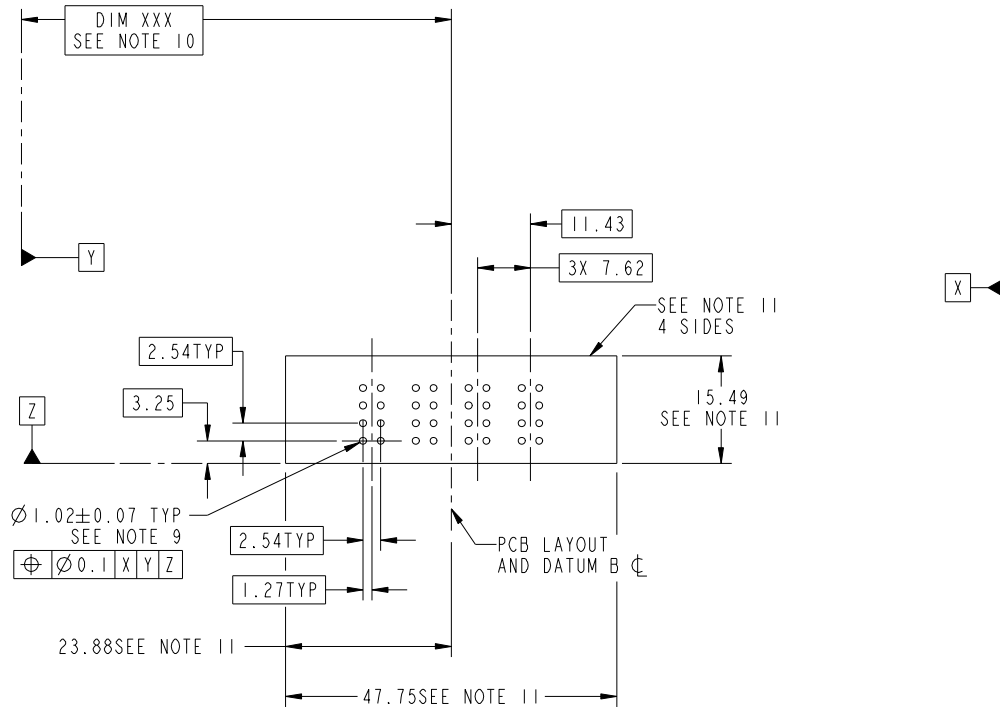 DIM XXX
SEE NOTE 10
Y
11.43
3X 7.62
X
SEE NOTE 11
4 SIDES
2.54TYP
3.25
Z
15.49
SEE NOTE 11
Ø1.02±0.07 TYP
SEE NOTE 9
⌖ Ø0.1 X Y Z
2.54TYP
PCB LAYOUT
AND DATUM B ℄
1.27TYP
23.88SEE NOTE 11
47.75SEE NOTE 11